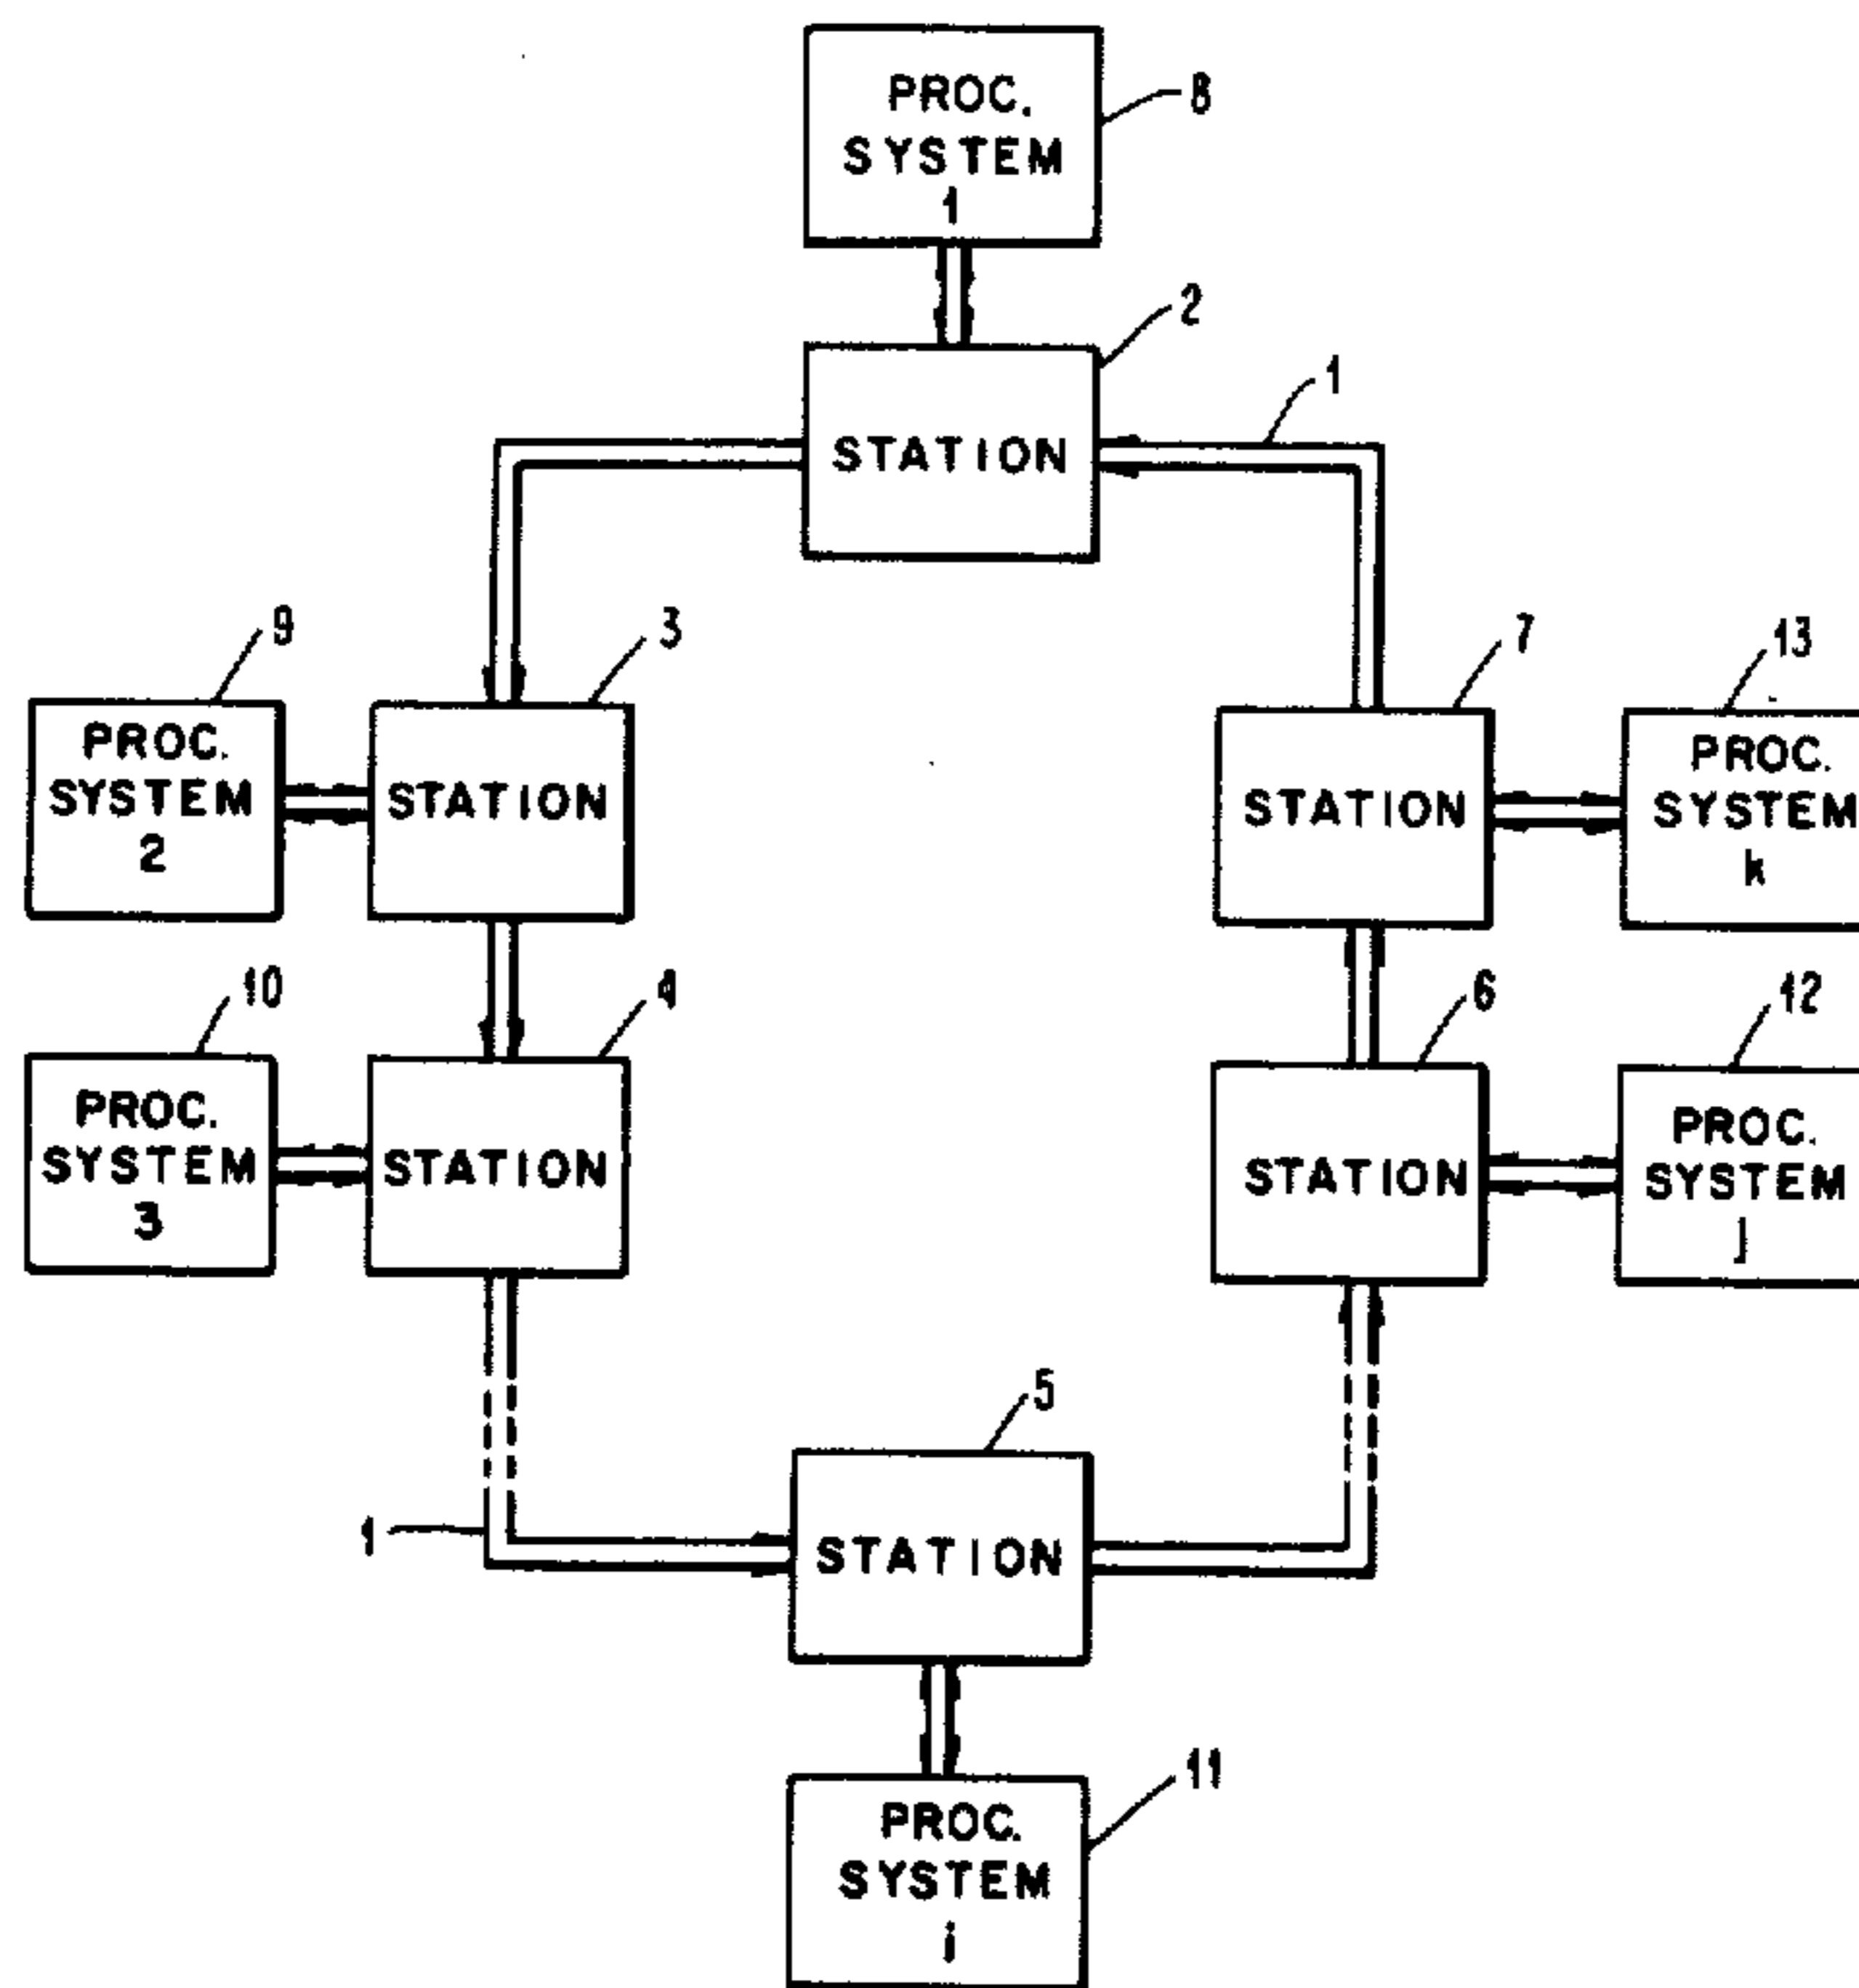 PROC.
SYSTEM
1
8
2
STATION
1
9
3
7
13
PROC.
SYSTEM
2
STATION
STATION
PROC.
SYSTEM
k
10
4
6
12
PROC.
SYSTEM
3
STATION
STATION
PROC.
SYSTEM
j
5
1
STATION
11
PROC.
SYSTEM
i